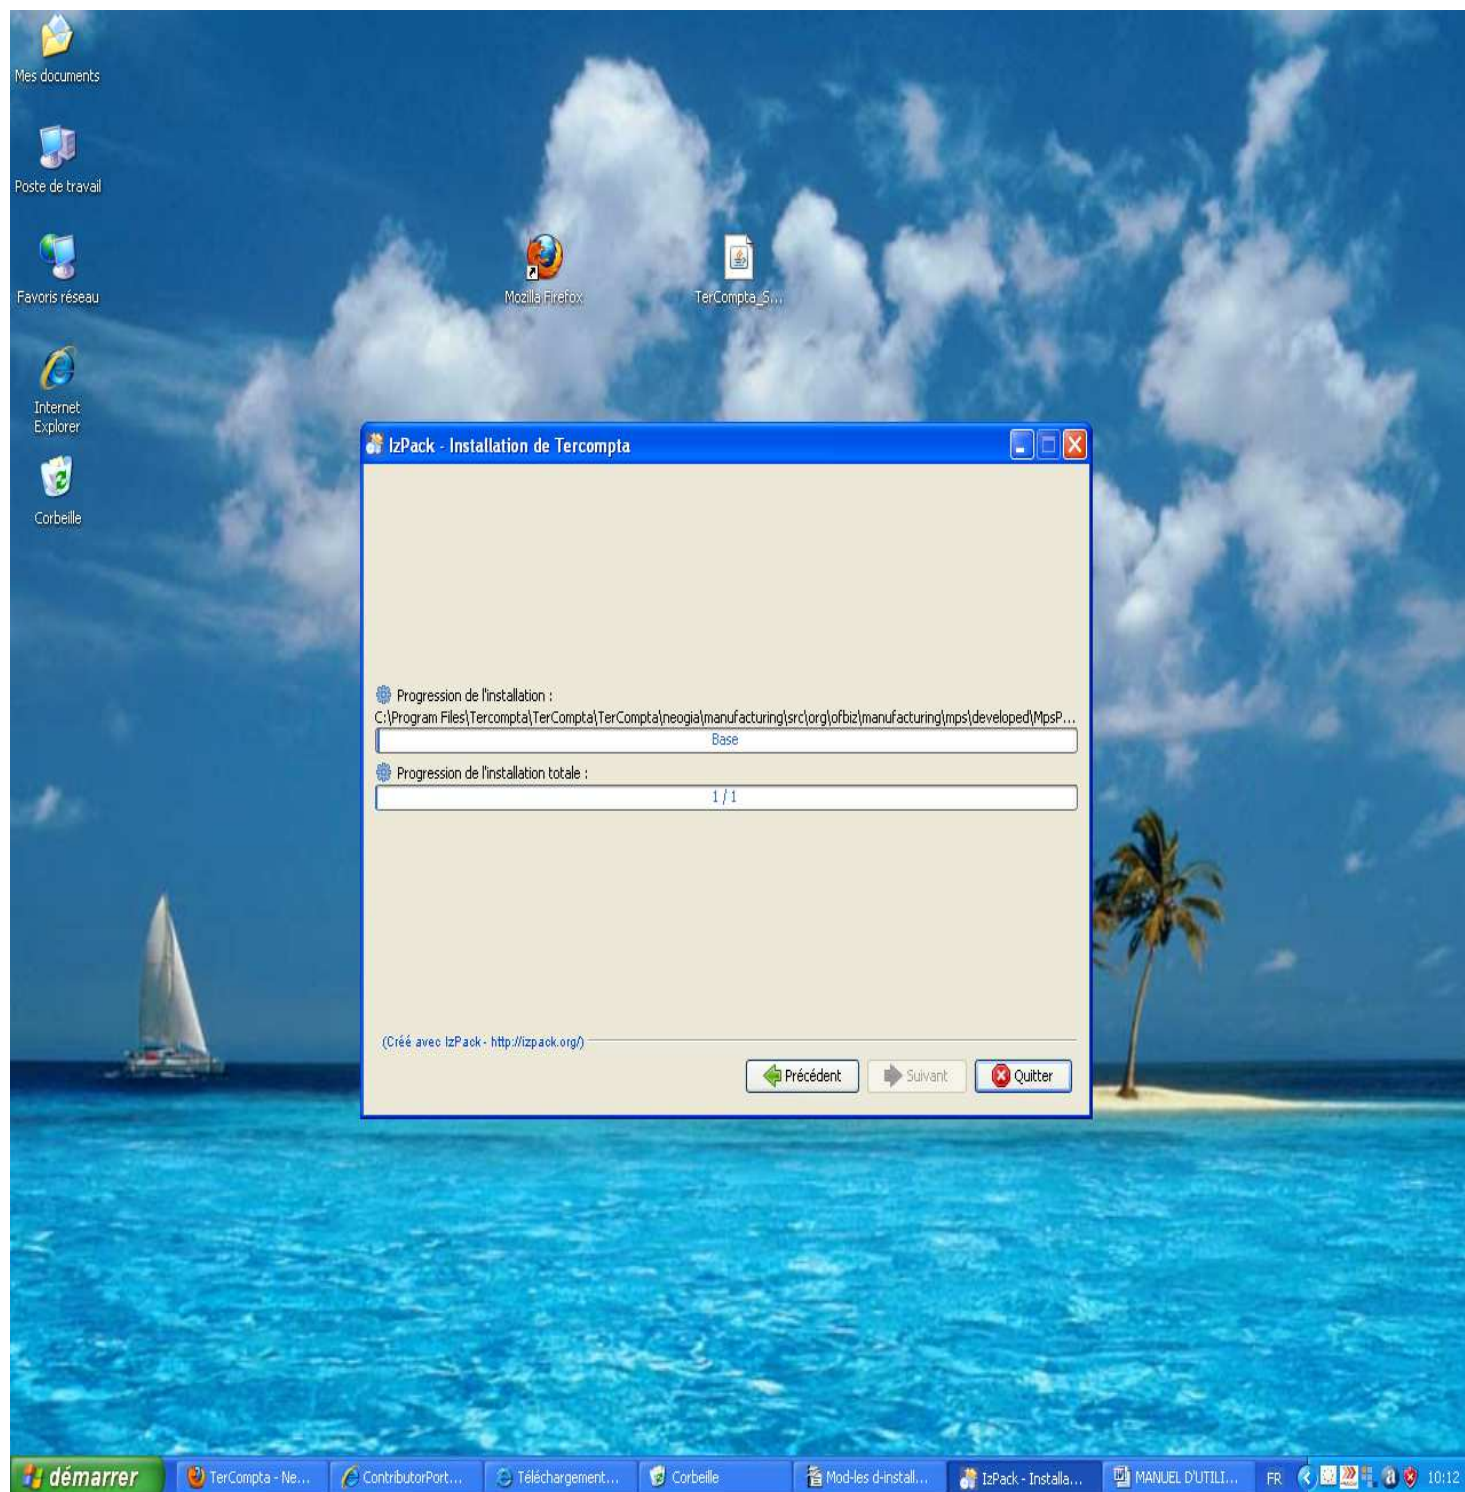 Mes documents
Poste de travail
Favoris réseau
Internet
Explorer
Corbeille
Mozilla Firefox
TerCompta_S...
IzPack - Installation de Tercompta
Progression de l'installation :
C:\Program Files\Tercompta\TerCompta\TerCompta\neogia\manufacturing\src\org\ofbiz\manufacturing\mps\developed\MpsP...
Base
Progression de l'installation totale :
1 / 1
(Créé avec IzPack - http://izpack.org/)
Précédent
Suivant
Quitter
démarrer
TerCompta - Ne...
ContributorPort...
Téléchargement...
Corbeille
Mod-les d-install...
IzPack - Installa...
MANUEL D'UTILI...
FR
10:12